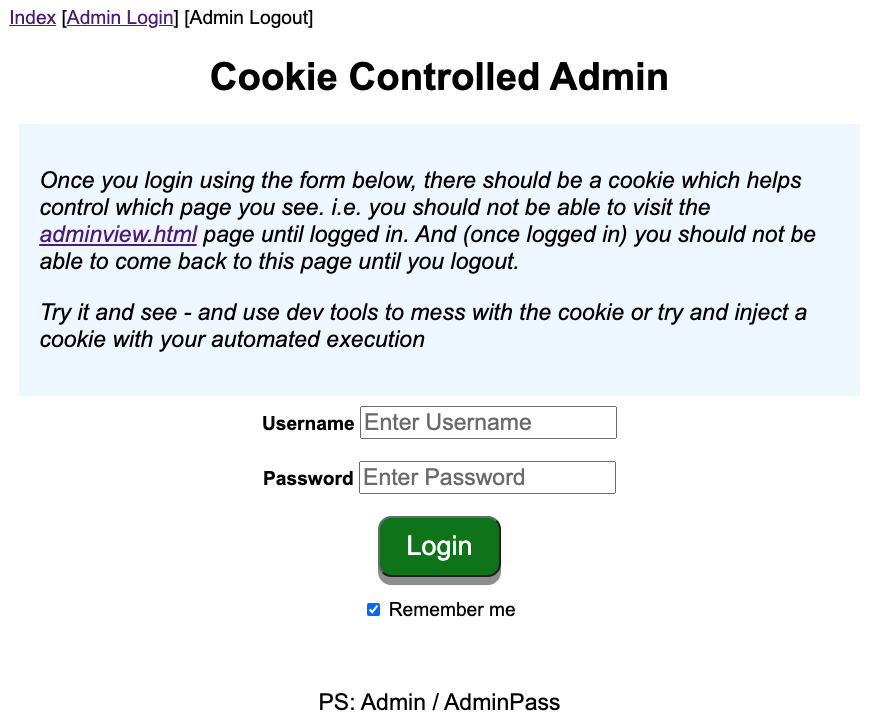 Index [Admin Login] [Admin Logout]
Cookie Controlled Admin
Once you login using the form below, there should be a cookie which helps
control which page you see. i.e. you should not be able to visit the
adminview.html page until logged in. And (once logged in) you should not be
able to come back to this page until you logout.
Try it and see - and use dev tools to mess with the cookie or try and inject a
cookie with your automated execution
Username Enter Username
Password Enter Password
Login
Remember me
PS: Admin / AdminPass